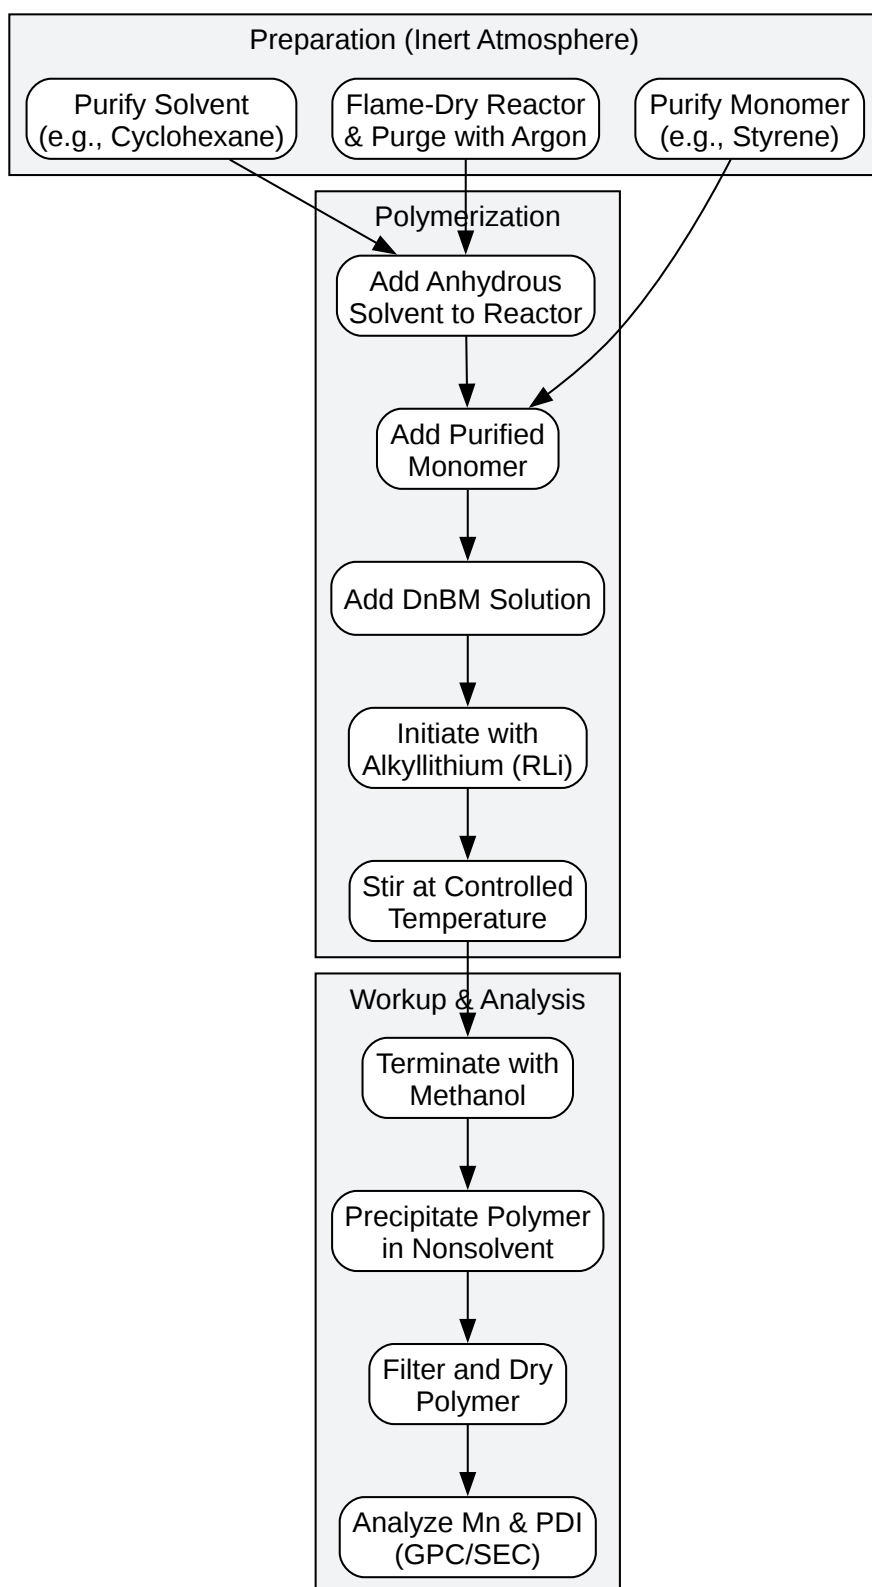 Preparation (Inert Atmosphere)
Purify Solvent
(e.g., Cyclohexane)
Flame-Dry Reactor
& Purge with Argon
Purify Monomer
(e.g., Styrene)
Polymerization
Add Anhydrous
Solvent to Reactor
Add Purified
Monomer
Add DnBM Solution
Initiate with
Alkyllithium (RLi)
Stir at Controlled
Temperature
Workup & Analysis
Terminate with
Methanol
Precipitate Polymer
in Nonsolvent
Filter and Dry
Polymer
Analyze Mn & PDI
(GPC/SEC)